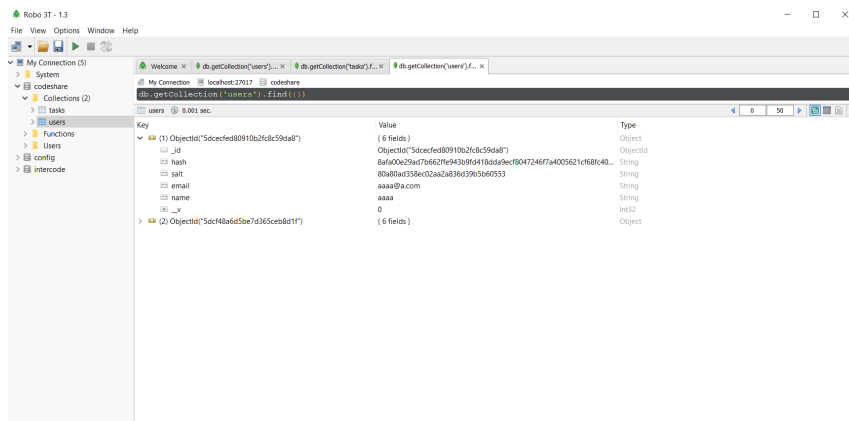 Robo 3T - 1.3
File View Options Window Help
My Connection (5)
System
codeshare
Collections (2)
tasks
users
Functions
Users
config
intercode
Welcome
db.getCollection('users')....
db.getCollection('tasks').f...
db.getCollection('users').f...
My Connection localhost:27017 codeshare
db.getCollection('users').find({})
users 0.001 sec.
0 50
Key Value Type
(1) ObjectId("5dcecfed80910b2fc8c59da8") { 6 fields } Object
_id ObjectId("5dcecfed80910b2fc8c59da8") ObjectId
hash 8afa00e29ad7b662ffe943b9fd418dda9ecf8047246f7a4005621cf68fc40... String
salt 80a80ad358ec02aa2a836d39b5b60553 String
email aaaa@a.com String
name aaaa String
__v 0 Int32
(2) ObjectId("5dcf48a6d5be7d365ceb8d1f") { 6 fields } Object